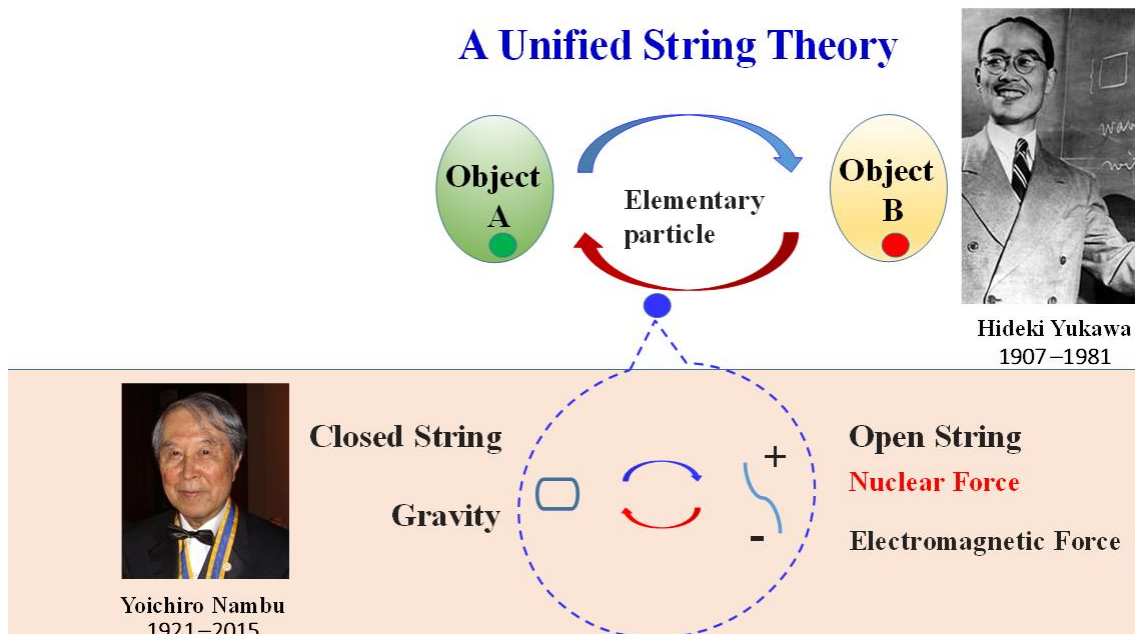 A Unified String Theory
Object
A
Elementary
particle
Object
B
Hideki Yukawa
1907–1981
Closed String
Gravity
+
-
Open String
Nuclear Force
Electromagnetic Force
Yoichiro Nambu
1921–2015